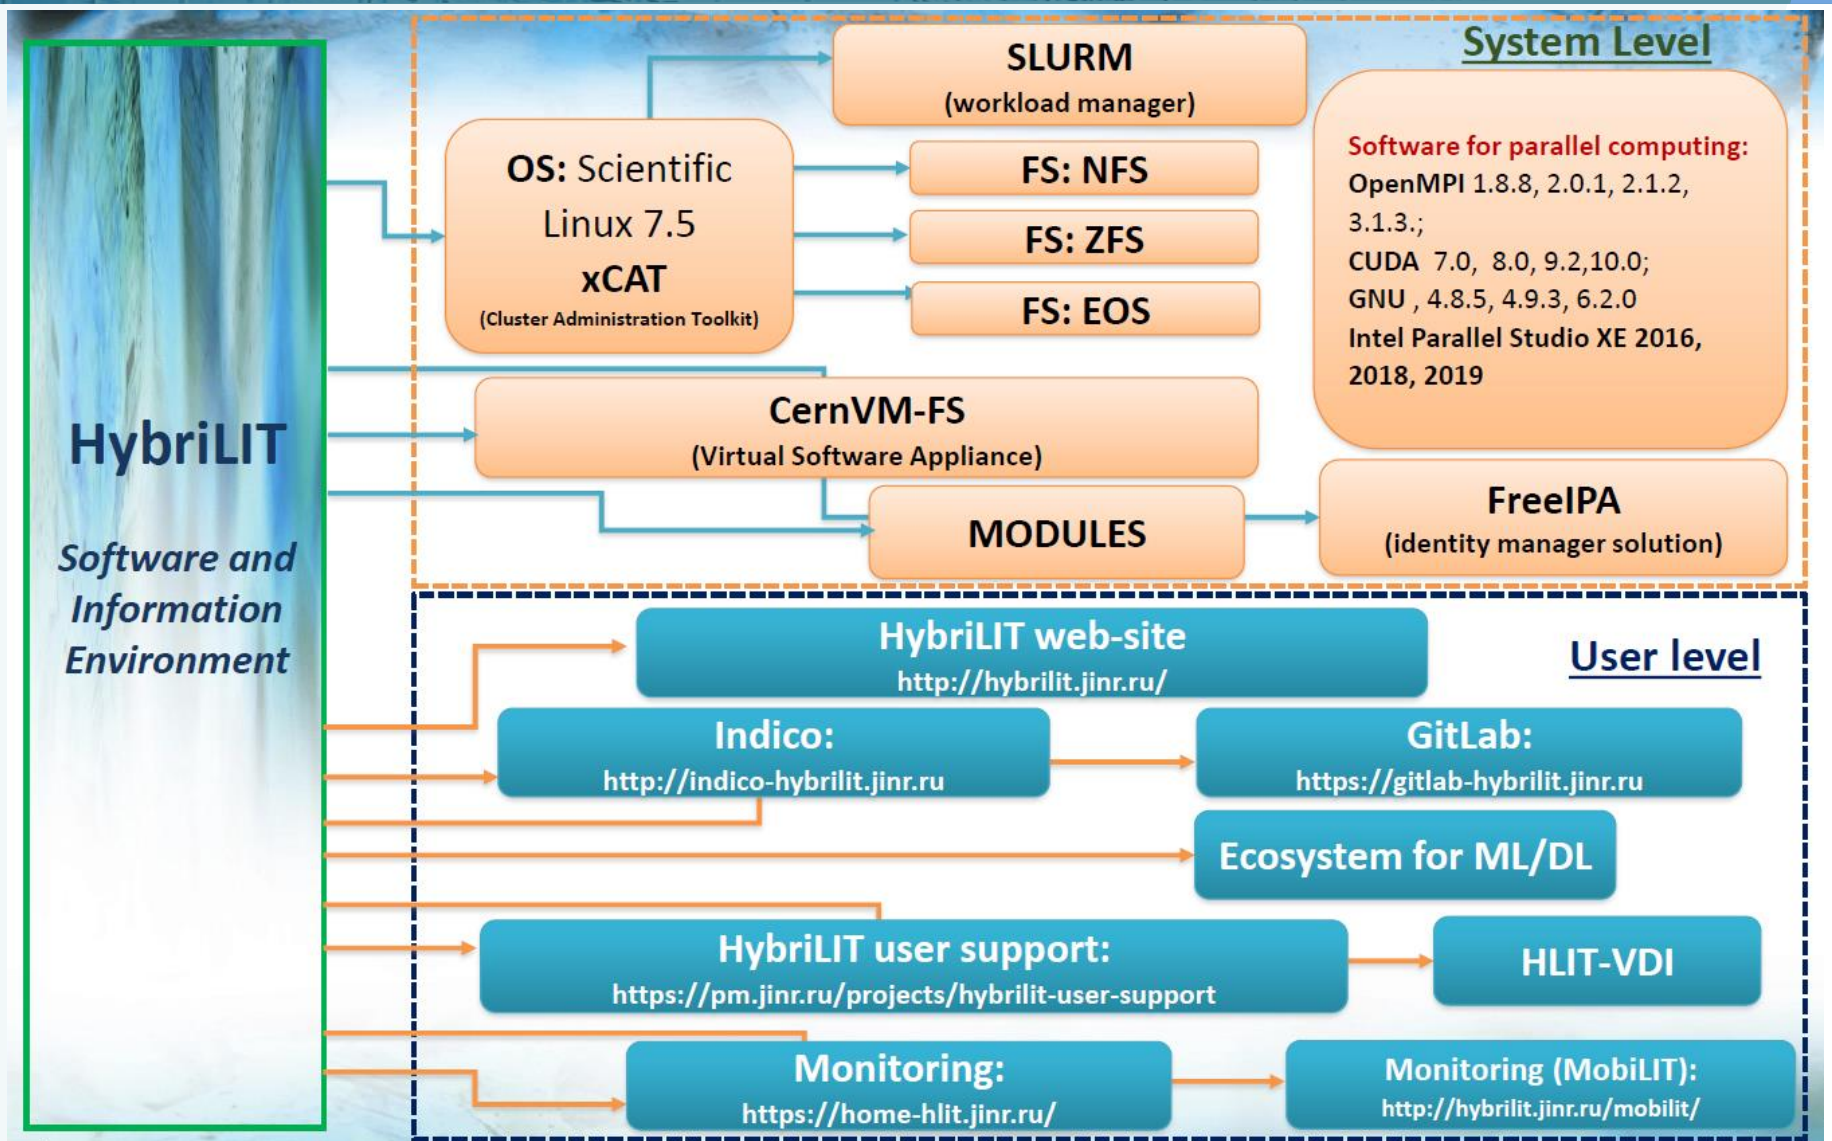 HybriLIT
Software and
Information
Environment
System Level
SLURM
(workload manager)
OS: Scientific
Linux 7.5
xCAT
(Cluster Administration Toolkit)
FS: NFS
FS: ZFS
FS: EOS
Software for parallel computing:
OpenMPI 1.8.8, 2.0.1, 2.1.2,
3.1.3.;
CUDA 7.0, 8.0, 9.2,10.0;
GNU , 4.8.5, 4.9.3, 6.2.0
Intel Parallel Studio XE 2016,
2018, 2019
CernVM-FS
(Virtual Software Appliance)
MODULES
FreeIPA
(identity manager solution)
User level
HybriLIT web-site
http://hybrilit.jinr.ru/
Indico:
http://indico-hybrilit.jinr.ru
GitLab:
https://gitlab-hybrilit.jinr.ru
Ecosystem for ML/DL
HybriLIT user support:
https://pm.jinr.ru/projects/hybrilit-user-support
HLIT-VDI
Monitoring:
https://home-hlit.jinr.ru/
Monitoring (MobiLIT):
http://hybrilit.jinr.ru/mobilit/